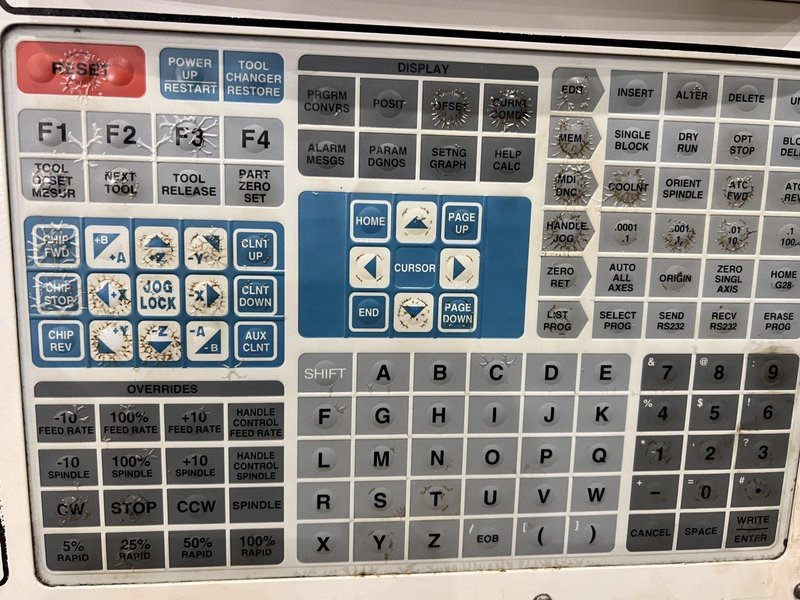 RESET
POWER
UP
RESTART
TOOL
CHANGER
RESTORE
F1
F2
F3
F4
TOOL
OFSET
MZSUR
NEXT
TOOL
TOOL
RELEASE
PART
ZERO
SET
CHIP
FWD
+B
+A
-Y
CLNT
UP
CHIP
STOP
+X
JOG
LOCK
-X
CLNT
DOWN
CHIP
REV
+Y
-Z
-A
-B
AUX
CLNT
OVERRIDES
-10
FEED RATE
100%
FEED RATE
+10
FEED RATE
HANDLE
CONTROL
FEED RATE
-10
SPINDLE
100%
SPINDLE
+10
SPINDLE
HANDLE
CONTROL
SPINDLE
CW
STOP
CCW
SPINDLE
5%
RAPID
25%
RAPID
50%
RAPID
100%
RAPID
DISPLAY
PRGRM
CONVRS
POSIT
OFSET
CURNT
COMDS
ALARM
MESGS
PARAM
DGNOS
SETNG
GRAPH
HELP
CALC
HOME
PAGE
UP
CURSOR
END
PAGE
DOWN
SHIFT
A
B
C
D
E
F
G
H
I
J
K
L
M
N
O
P
Q
R
S
T
U
V
W
X
Y
Z
/
EOB
[
(
]
)
EDIT
INSERT
ALTER
DELETE
MEM
SINGLE
BLOCK
DRY
RUN
OPT
STOP
MDI
DNC
COOLNT
ORIENT
SPINDLE
ATC
FWD
ATC
REV
HANDLE
JOG
.0001
.1
.001
1.
.01
10.
.1
100.
ZERO
RET
AUTO
ALL
AXES
ORIGIN
ZERO
SINGL
AXIS
HOME
G28
LIST
PROG
SELECT
PROG
SEND
RS232
RECV
RS232
ERASE
PROG
&
7
@
8
9
%
4
$
5
!
6
*
1
'
2
?
3
+
-
=
0
#
.
CANCEL
SPACE
WRITE
ENTER